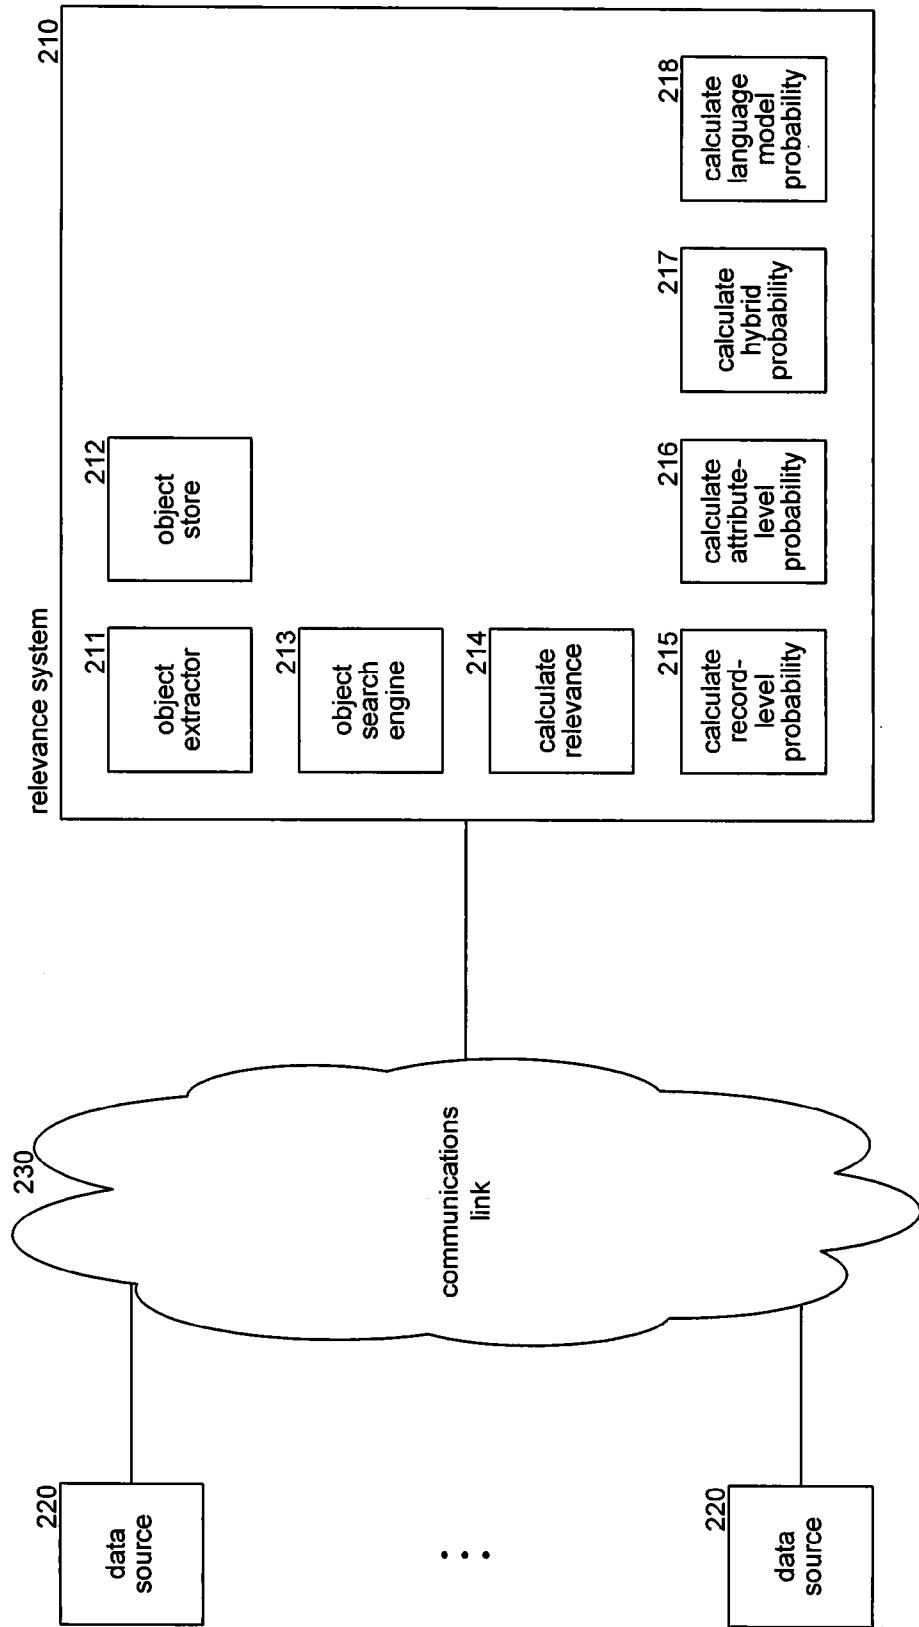 relevance system
210
211
object
extractor
212
object
store
213
object
search
engine
214
calculate
relevance
215
calculate
record-
level
probability
216
calculate
attribute-
level
probability
217
calculate
hybrid
probability
218
calculate
language
model
probability
230
communications
link
220
data
source
...
220
data
source